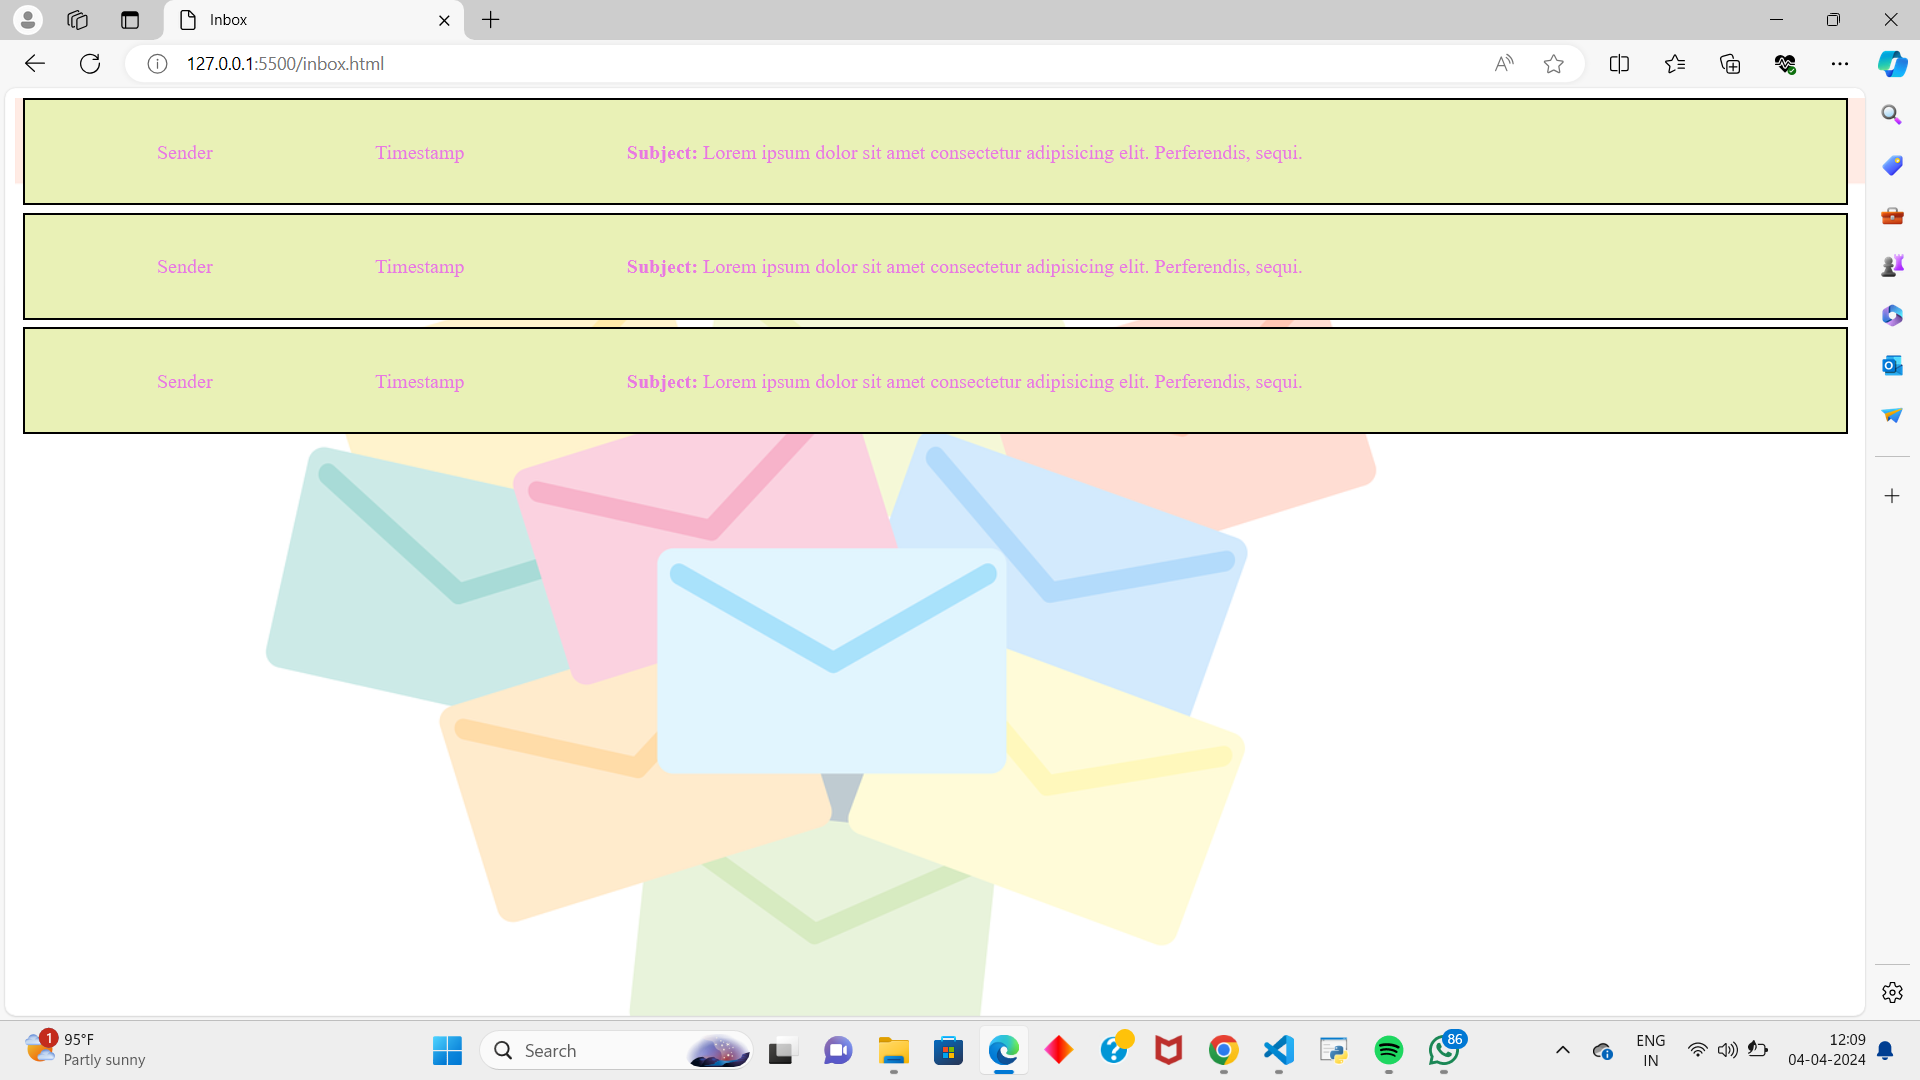 Inbox
127.0.0.1:5500/inbox.html
Sender Timestamp Subject: Lorem ipsum dolor sit amet consectetur adipisicing elit. Perferendis, sequi.
Sender Timestamp Subject: Lorem ipsum dolor sit amet consectetur adipisicing elit. Perferendis, sequi.
Sender Timestamp Subject: Lorem ipsum dolor sit amet consectetur adipisicing elit. Perferendis, sequi.
1 95°F
Partly sunny
Search
86
ENG
IN
12:09
04-04-2024